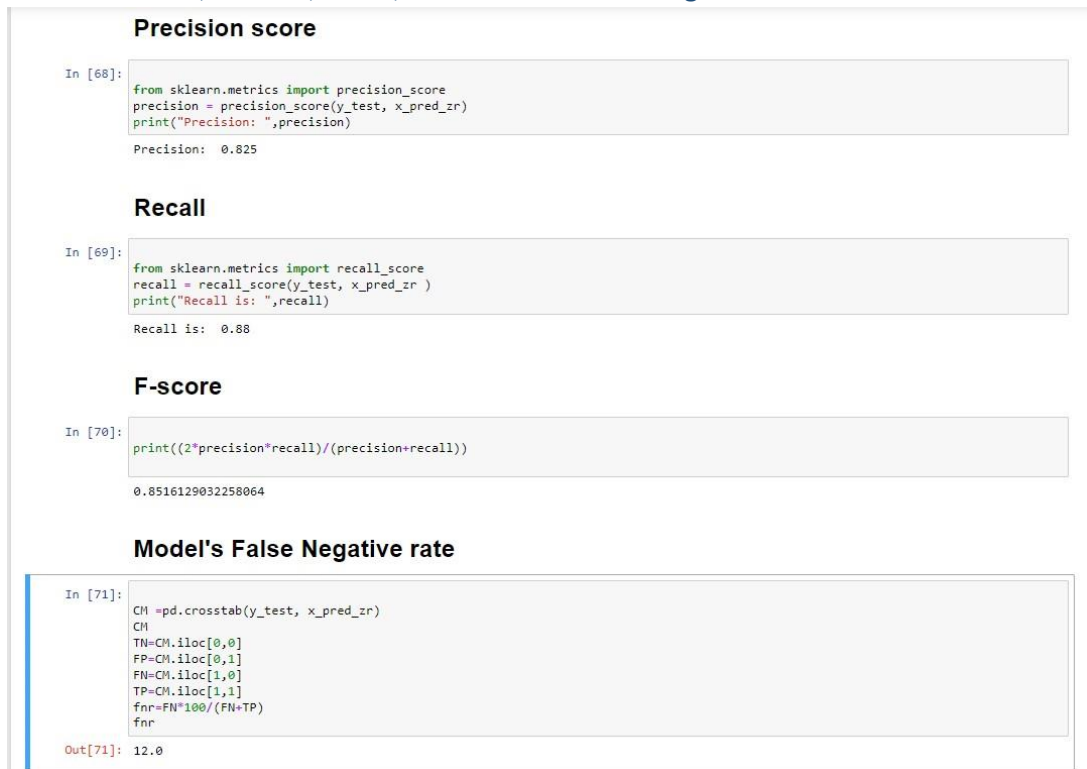 Precision score
In [68]:
from sklearn.metrics import precision_score
precision = precision_score(y_test, x_pred_zr)
print("Precision: ",precision)
Precision:  0.825
Recall
In [69]:
from sklearn.metrics import recall_score
recall = recall_score(y_test, x_pred_zr )
print("Recall is: ",recall)
Recall is:  0.88
F-score
In [70]:
print((2*precision*recall)/(precision+recall))
0.8516129032258064
Model's False Negative rate
In [71]:
CM =pd.crosstab(y_test, x_pred_zr)
CM
TN=CM.iloc[0,0]
FP=CM.iloc[0,1]
FN=CM.iloc[1,0]
TP=CM.iloc[1,1]
fnr=FN*100/(FN+TP)
fnr
Out[71]: 12.0